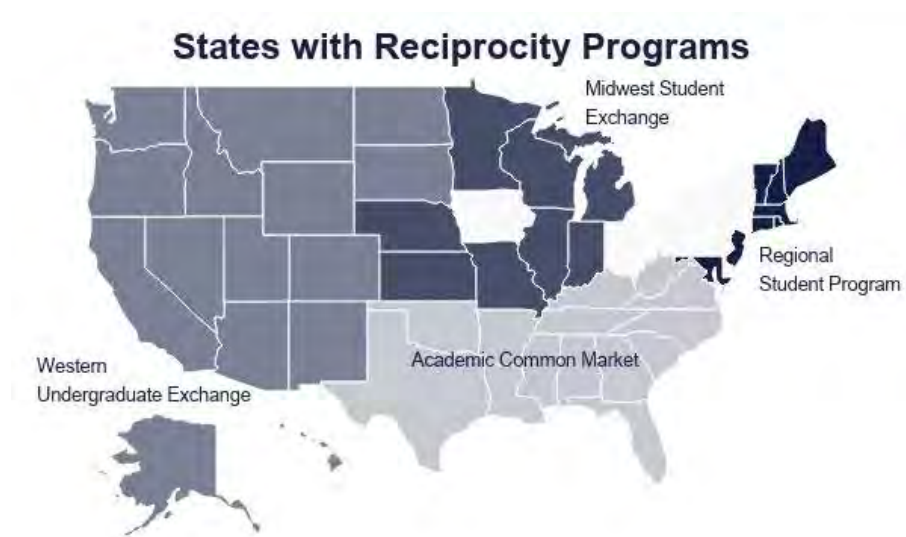 States with Reciprocity Programs
Midwest Student
Exchange
Regional
Student Program
Academic Common Market
Western
Undergraduate Exchange